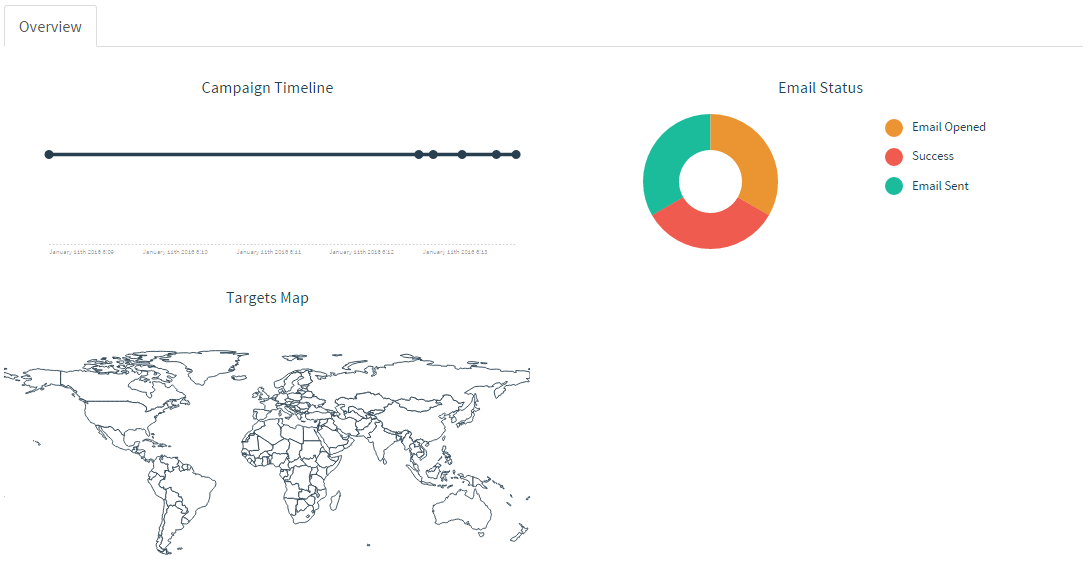 Overview
Campaign Timeline
January 11th 2016 6:09
January 11th 2016 6:10
January 11th 2016 6:11
January 11th 2016 6:12
January 11th 2016 6:13
Email Status
Email Opened
Success
Email Sent
Targets Map